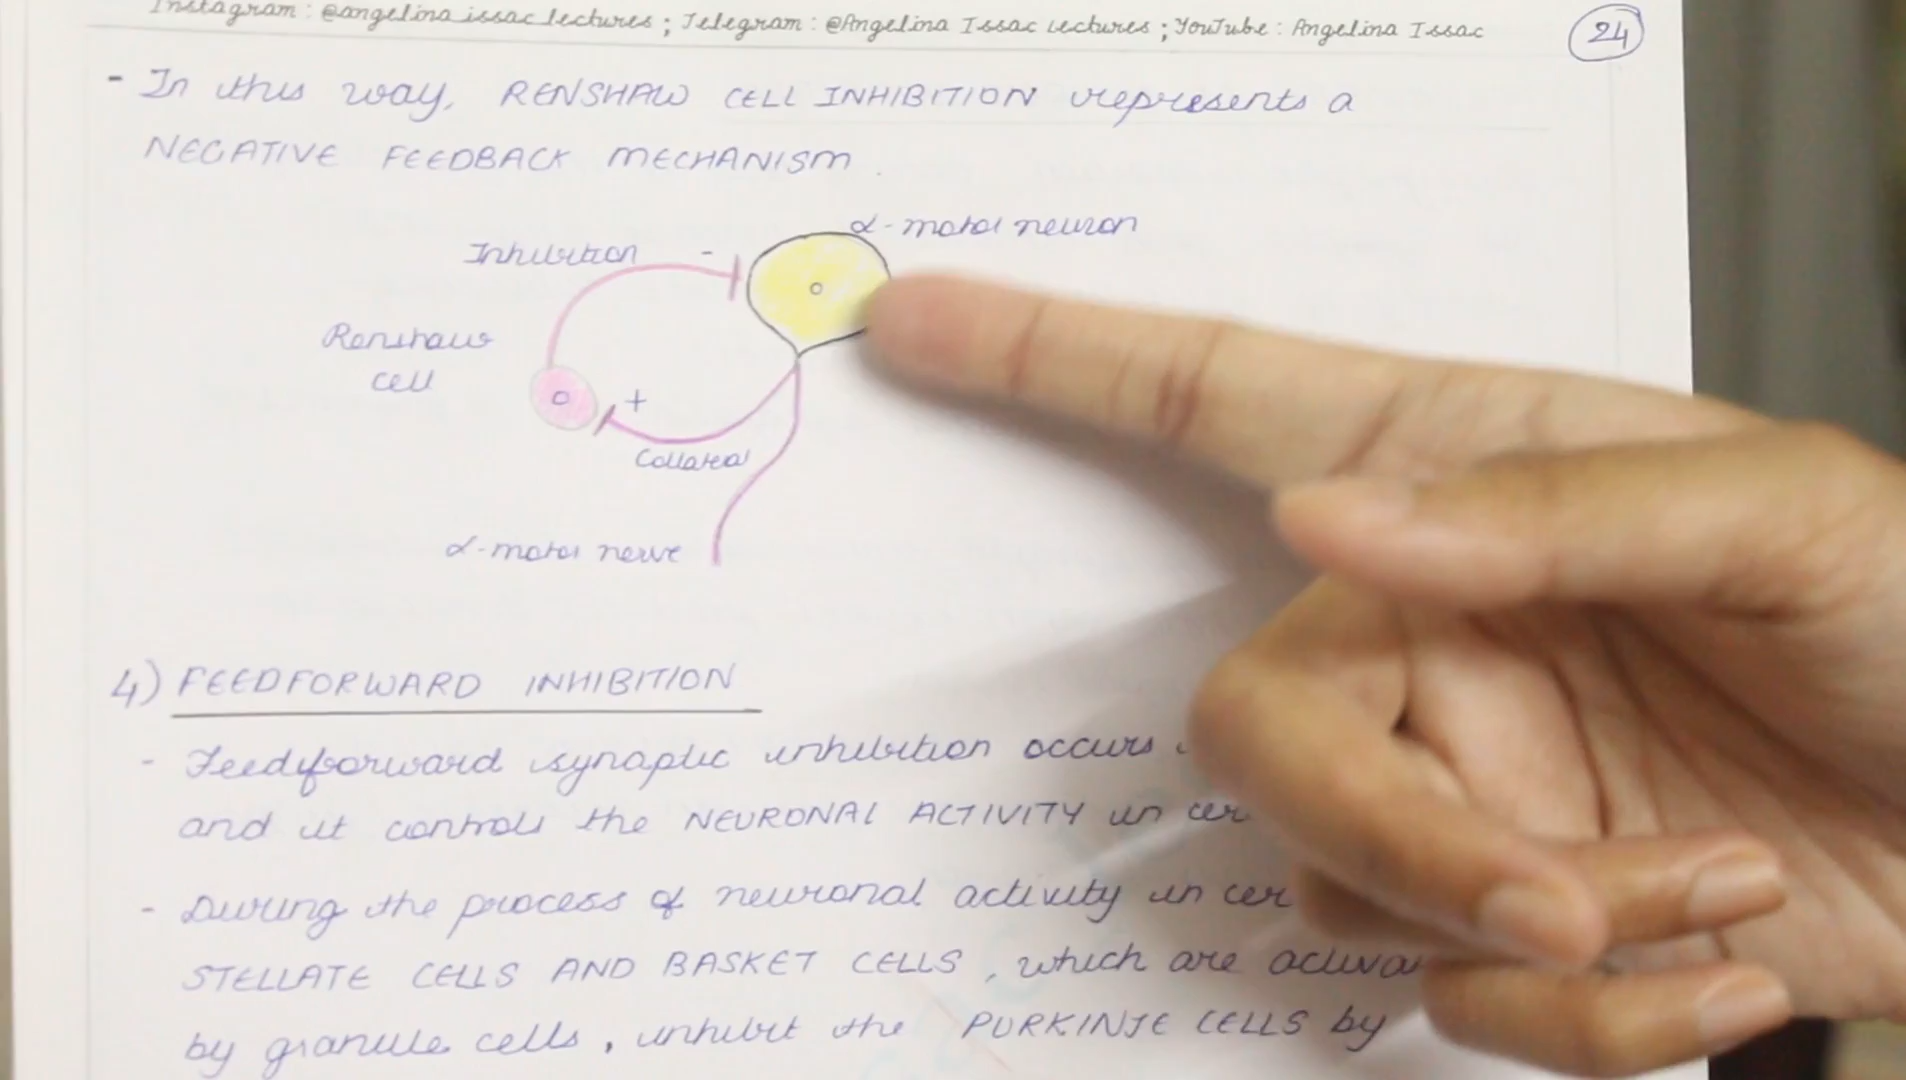 Instagram : @angelina issac lectures ; Telegram : @Angelina Issac Lectures ; YouTube : Angelina Issac
24
- In this way, RENSHAW CELL INHIBITION represents a
NEGATIVE FEEDBACK MECHANISM.
α-motor neuron
Inhibition -
Renshaw
cell
+
Collateral
α-motor nerve
4) FEEDFORWARD INHIBITION
- Feedforward synaptic inhibition occurs
and it controls the NEURONAL ACTIVITY in cer
- During the process of neuronal activity in cer
STELLATE CELLS AND BASKET CELLS, which are activa
by granule cells, inhibit the PURKINJE CELLS by